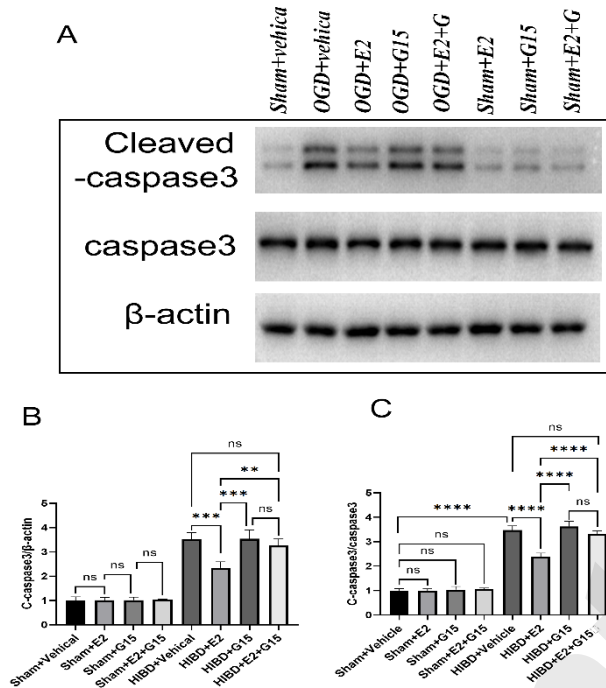 A
Sham+vehica
OGD+vehica
OGD+E2
OGD+G15
OGD+E2+G
Sham+E2
Sham+G15
Sham+E2+G
Cleaved
-caspase3
caspase3
β-actin
B
C-caspase3/β-actin
5
4
3
2
1
0
ns
ns
ns
***
***
ns
**
ns
Sham+Vehical
Sham+E2
Sham+G15
Sham+E2+G15
HIBD+Vehical
HIBD+E2
HIBD+G15
HIBD+E2+G15
C
C-caspase3/caspase3
5
4
3
2
1
0
ns
ns
ns
****
****
****
ns
****
ns
Sham+Vehicle
Sham+E2
Sham+G15
Sham+E2+G15
HIBD+Vehicle
HIBD+E2
HIBD+G15
HIBD+E2+G15